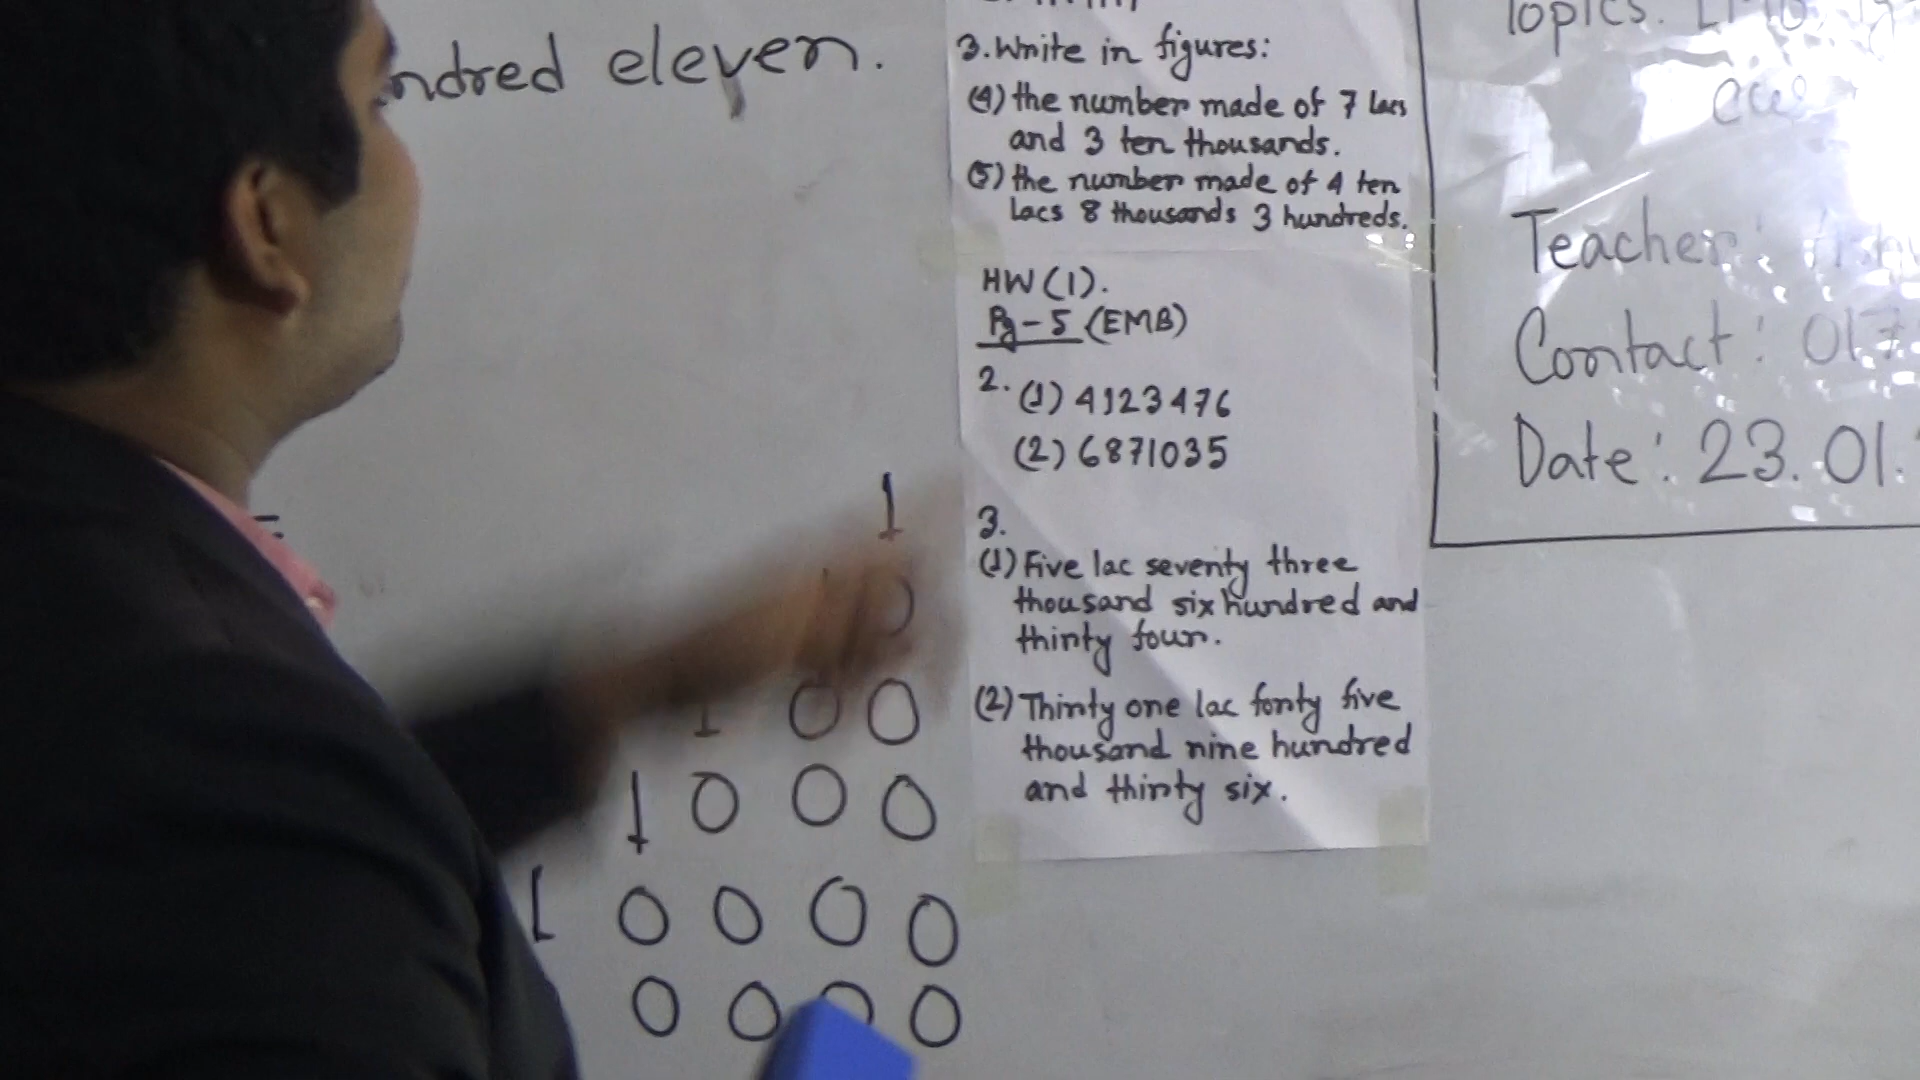 eleven.
1
0
1 0 0
1 0 0 0
1 0 0 0 0
0 0 0 0
3. Write in figures:
(4) the number made of 7 lacs
and 3 ten thousands.
(5) the number made of 4 ten
lacs 8 thousands 3 hundreds.
HW (1).
Pg-5 (EMB)
2. (1) 4123476
(2) 6871035
3.
(1) Five lac seventy three
thousand six hundred and
thirty four.
(2) Thirty one lac forty five
thousand nine hundred
and thirty six.
Topics:
Teacher:
Contact: 017
Date: 23.01.